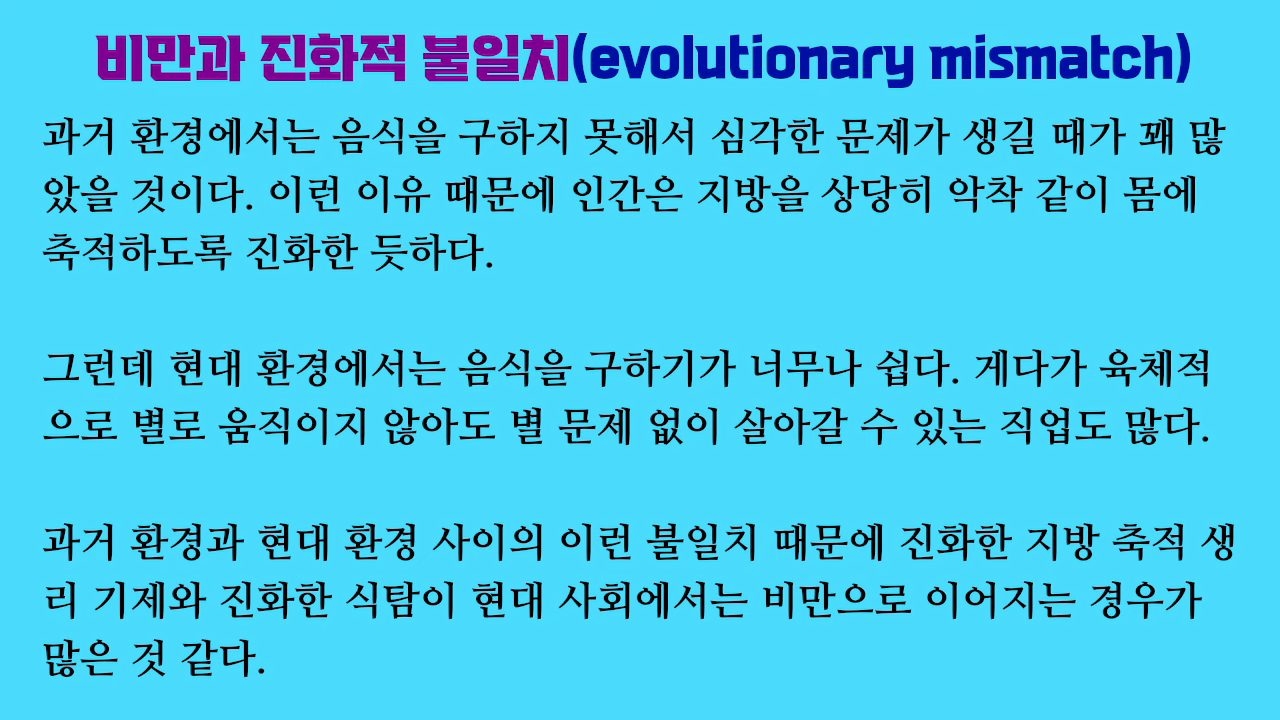 비만과 진화적 불일치(evolutionary mismatch)
과거 환경에서는 음식을 구하지 못해서 심각한 문제가 생길 때가 꽤 많
았을 것이다. 이런 이유 때문에 인간은 지방을 상당히 악착 같이 몸에
축적하도록 진화한 듯하다.
그런데 현대 환경에서는 음식을 구하기가 너무나 쉽다. 게다가 육체적
으로 별로 움직이지 않아도 별 문제 없이 살아갈 수 있는 직업도 많다.
과거 환경과 현대 환경 사이의 이런 불일치 때문에 진화한 지방 축적 생
리 기제와 진화한 식탐이 현대 사회에서는 비만으로 이어지는 경우가
많은 것 같다.